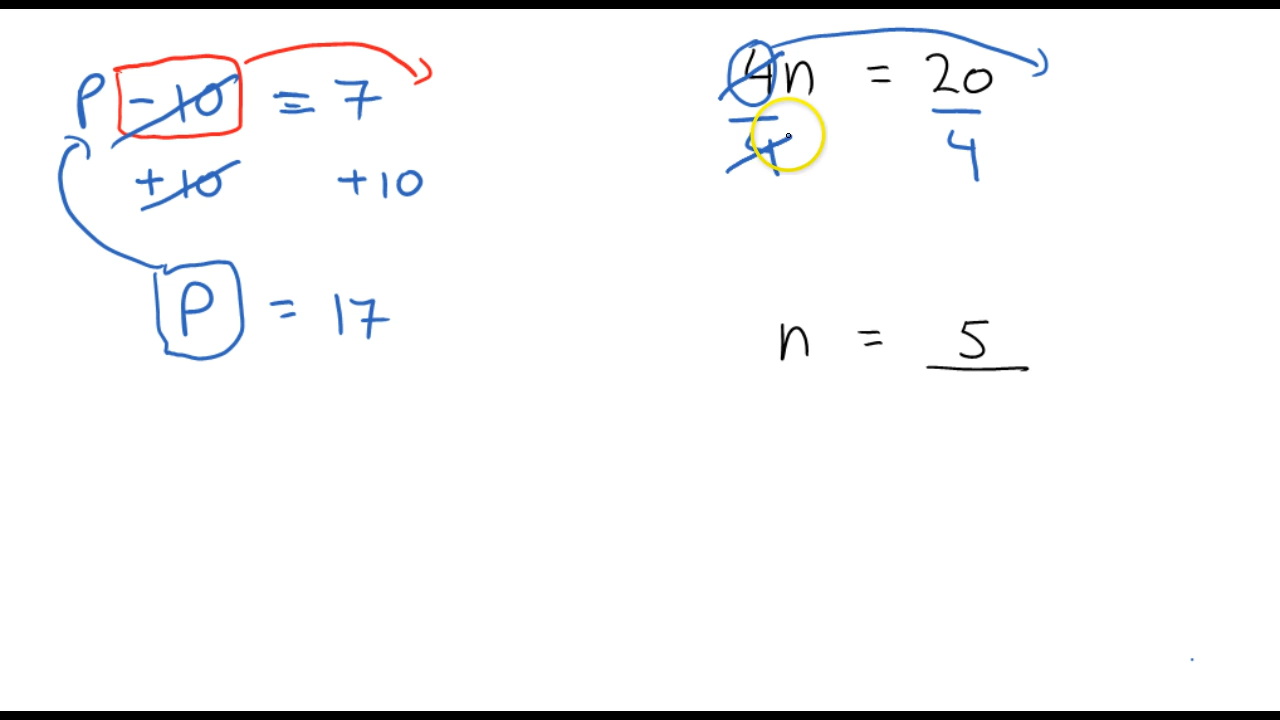 P - 10 = 7
+ 10 + 10
P = 17
4n = 20
4 4
n = 5